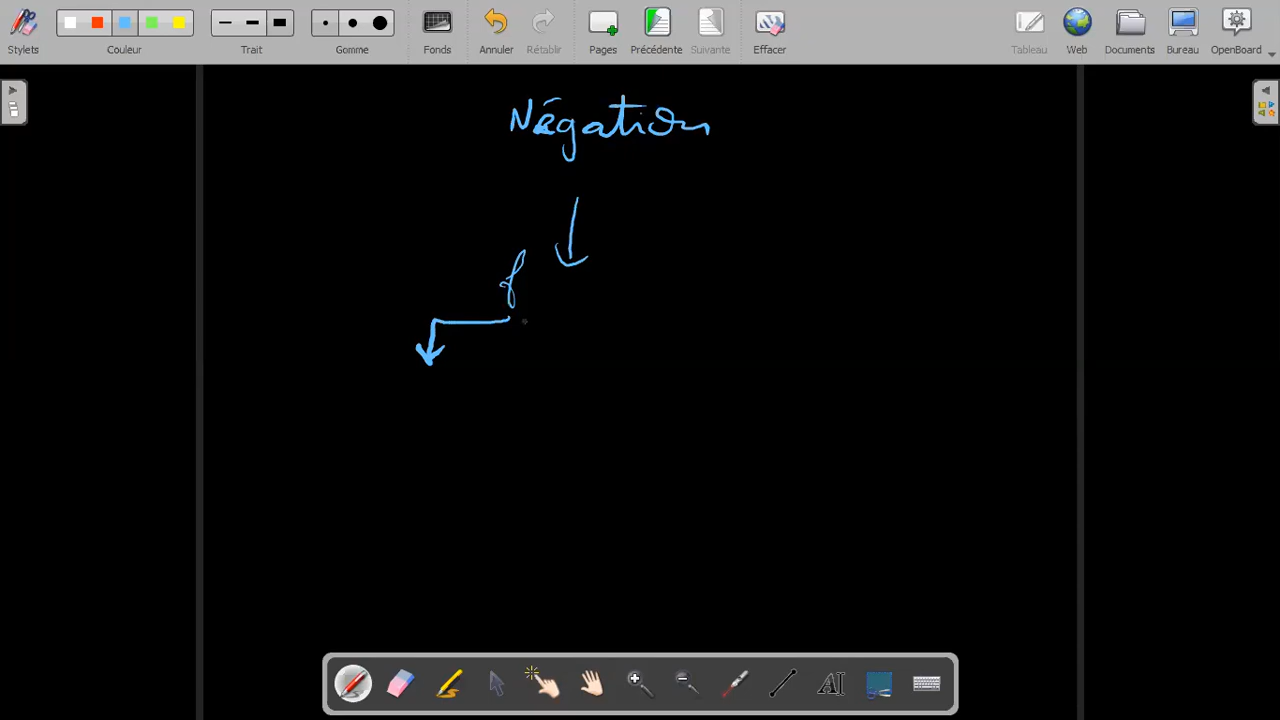 Stylets Couleur Trait Gomme Fonds Annuler Rétablir Pages Précédente Suivante Effacer Tableau Web Documents Bureau OpenBoard
Négation
f